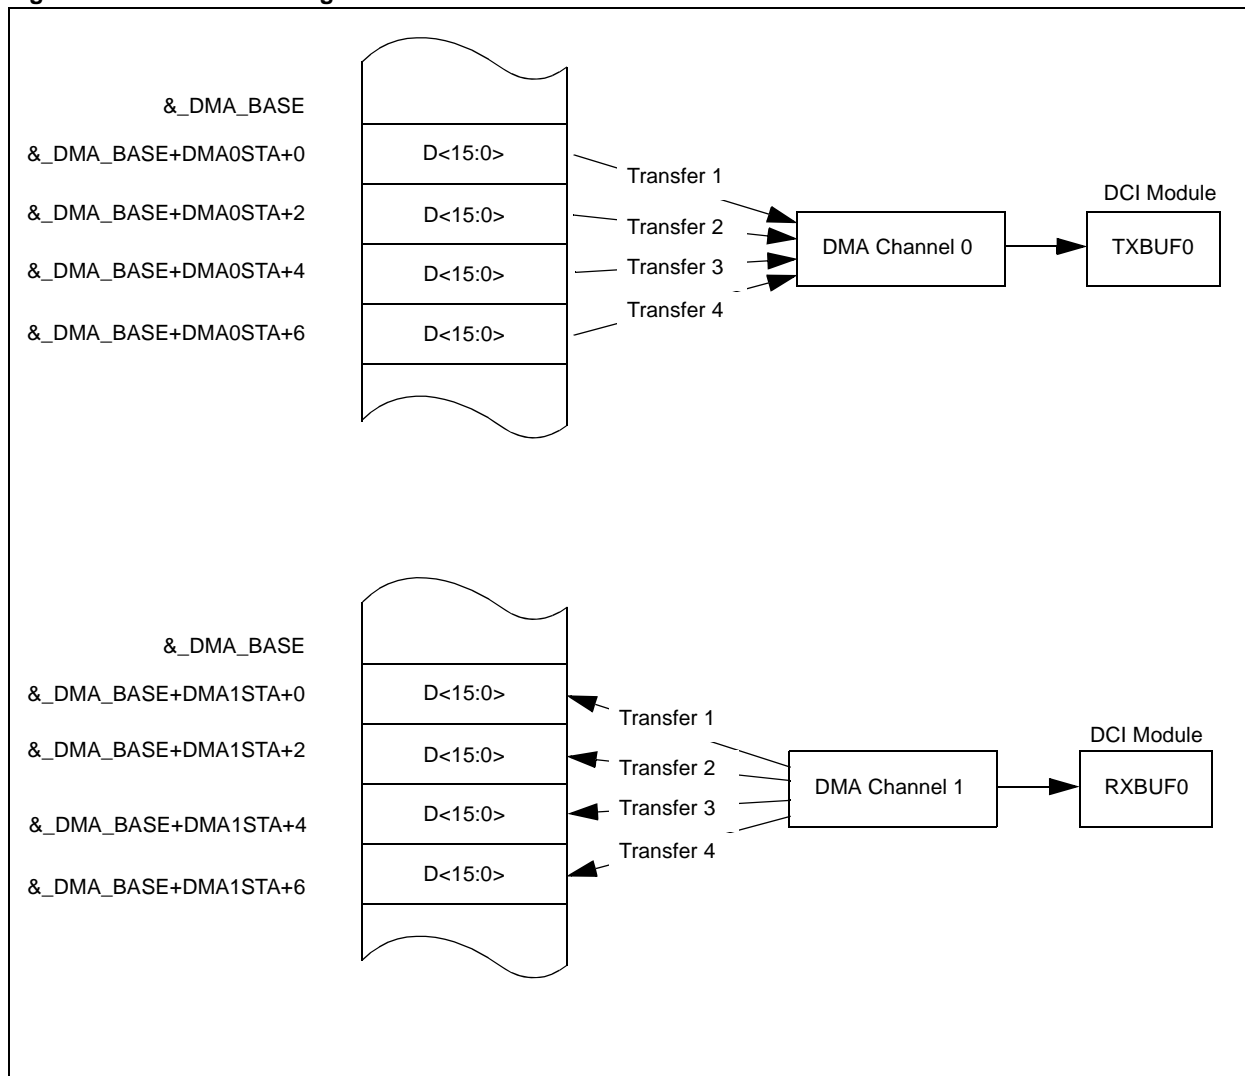 &_DMA_BASE
&_DMA_BASE+DMA0STA+0
D<15:0>
Transfer 1
&_DMA_BASE+DMA0STA+2
D<15:0>
Transfer 2
&_DMA_BASE+DMA0STA+4
D<15:0>
Transfer 3
&_DMA_BASE+DMA0STA+6
D<15:0>
Transfer 4
DMA Channel 0
DCI Module
TXBUF0
&_DMA_BASE
&_DMA_BASE+DMA1STA+0
D<15:0>
Transfer 1
&_DMA_BASE+DMA1STA+2
D<15:0>
Transfer 2
&_DMA_BASE+DMA1STA+4
D<15:0>
Transfer 3
&_DMA_BASE+DMA1STA+6
D<15:0>
Transfer 4
DMA Channel 1
DCI Module
RXBUF0